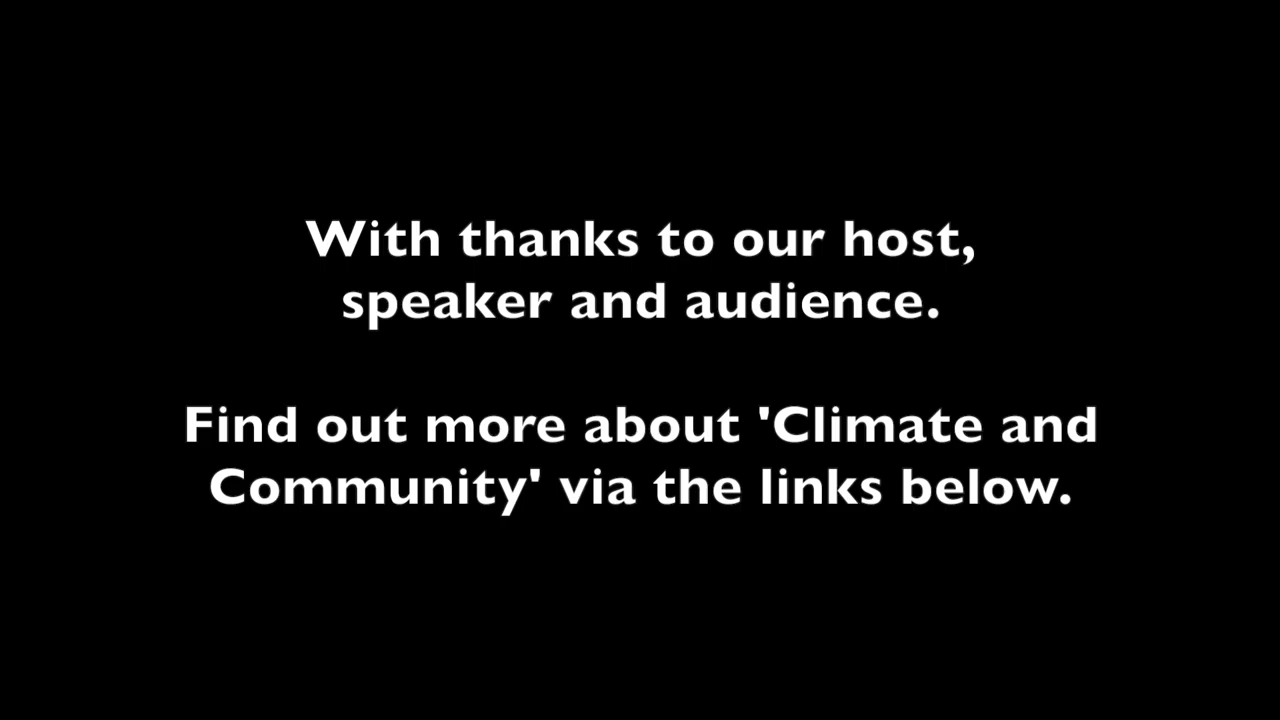 With thanks to our host,
speaker and audience.
Find out more about 'Climate and
Community' via the links below.